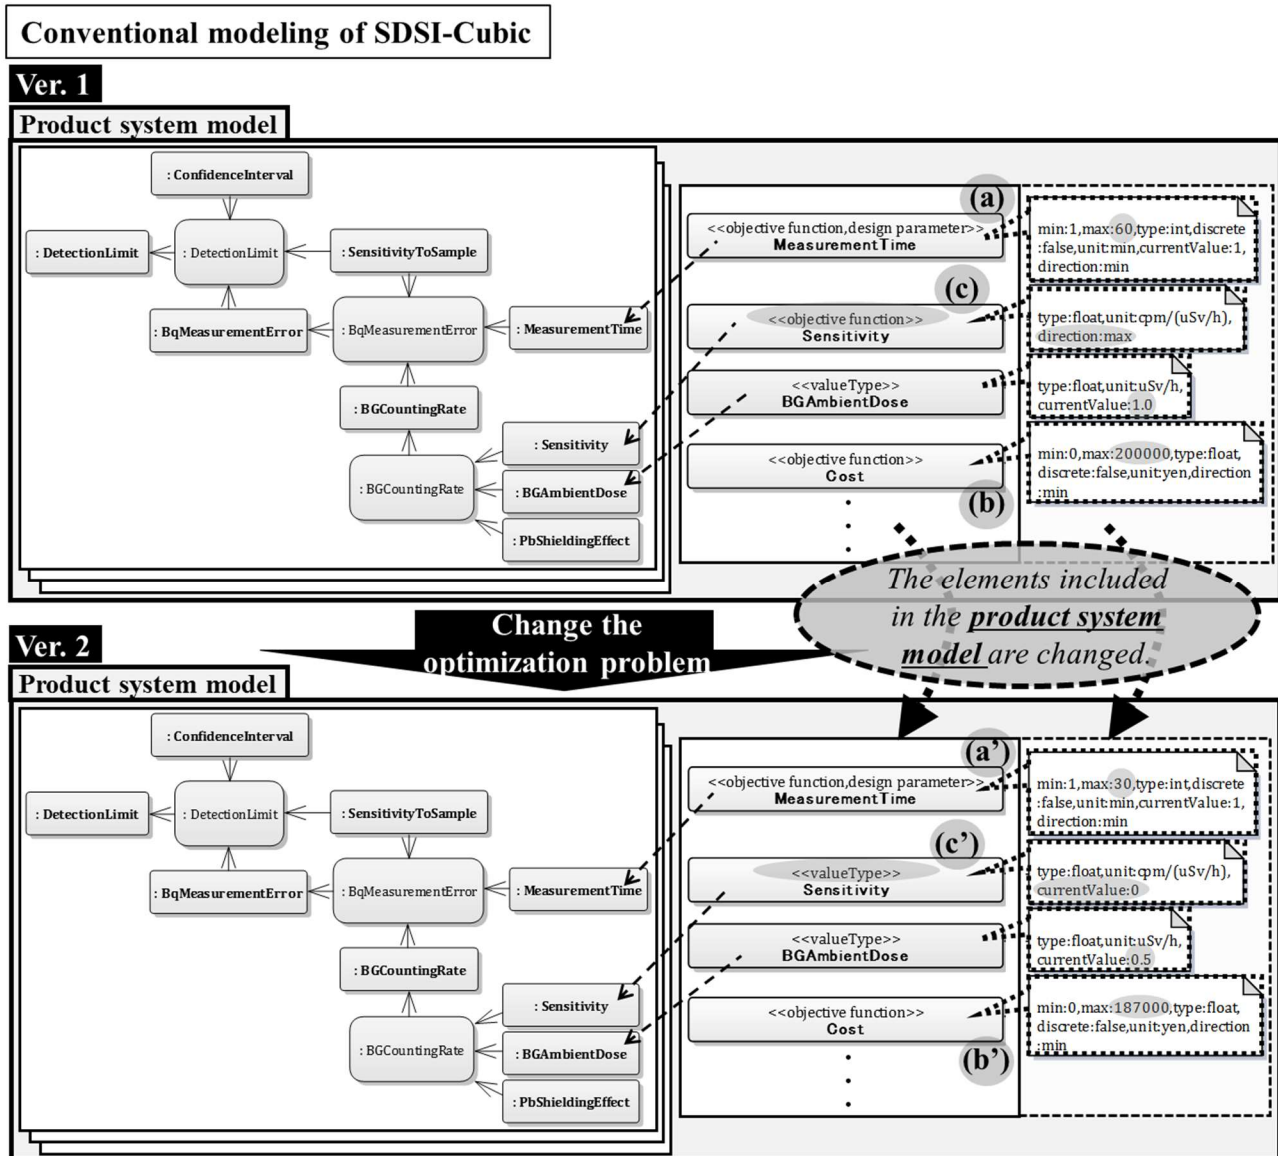 Conventional modeling of SDSI-Cubic
Ver. 1
Product system model
: ConfidenceInterval
: DetectionLimit
: DetectionLimit
: SensitivityToSample
: BqMeasurementError
: BqMeasurementError
: MeasurementTime
: BGCountingRate
: Sensitivity
: BGCountingRate
: BGAmbientDose
: PbShieldingEffect
(a)
<<objective function,design parameter>>
MeasurementTime
min:1,max:60,type:int,discrete
:false,unit:min,currentValue:1,
direction:min
(c)
<<objective function>>
Sensitivity
type:float,unit:cpm/(uSv/h),
direction:max
<<valueType>>
BGAmbientDose
type:float,unit:uSv/h,
currentValue:1.0
<<objective function>>
Cost
(b)
min:0,max:200000,type:float,
discrete:false,unit:yen,direction
:min
The elements included
in the product system
model are changed.
Change the
optimization problem
Ver. 2
Product system model
: ConfidenceInterval
: DetectionLimit
: DetectionLimit
: SensitivityToSample
: BqMeasurementError
: BqMeasurementError
: MeasurementTime
: BGCountingRate
: Sensitivity
: BGCountingRate
: BGAmbientDose
: PbShieldingEffect
(a’)
<<objective function,design parameter>>
MeasurementTime
min:1,max:30,type:int,discrete
:false,unit:min,currentValue:1,
direction:min
(c’)
<<valueType>>
Sensitivity
type:float,unit:cpm/(uSv/h),
currentValue:0
<<valueType>>
BGAmbientDose
type:float,unit:uSv/h,
currentValue:0.5
<<objective function>>
Cost
(b’)
min:0,max:187000,type:float,
discrete:false,unit:yen,direction
:min